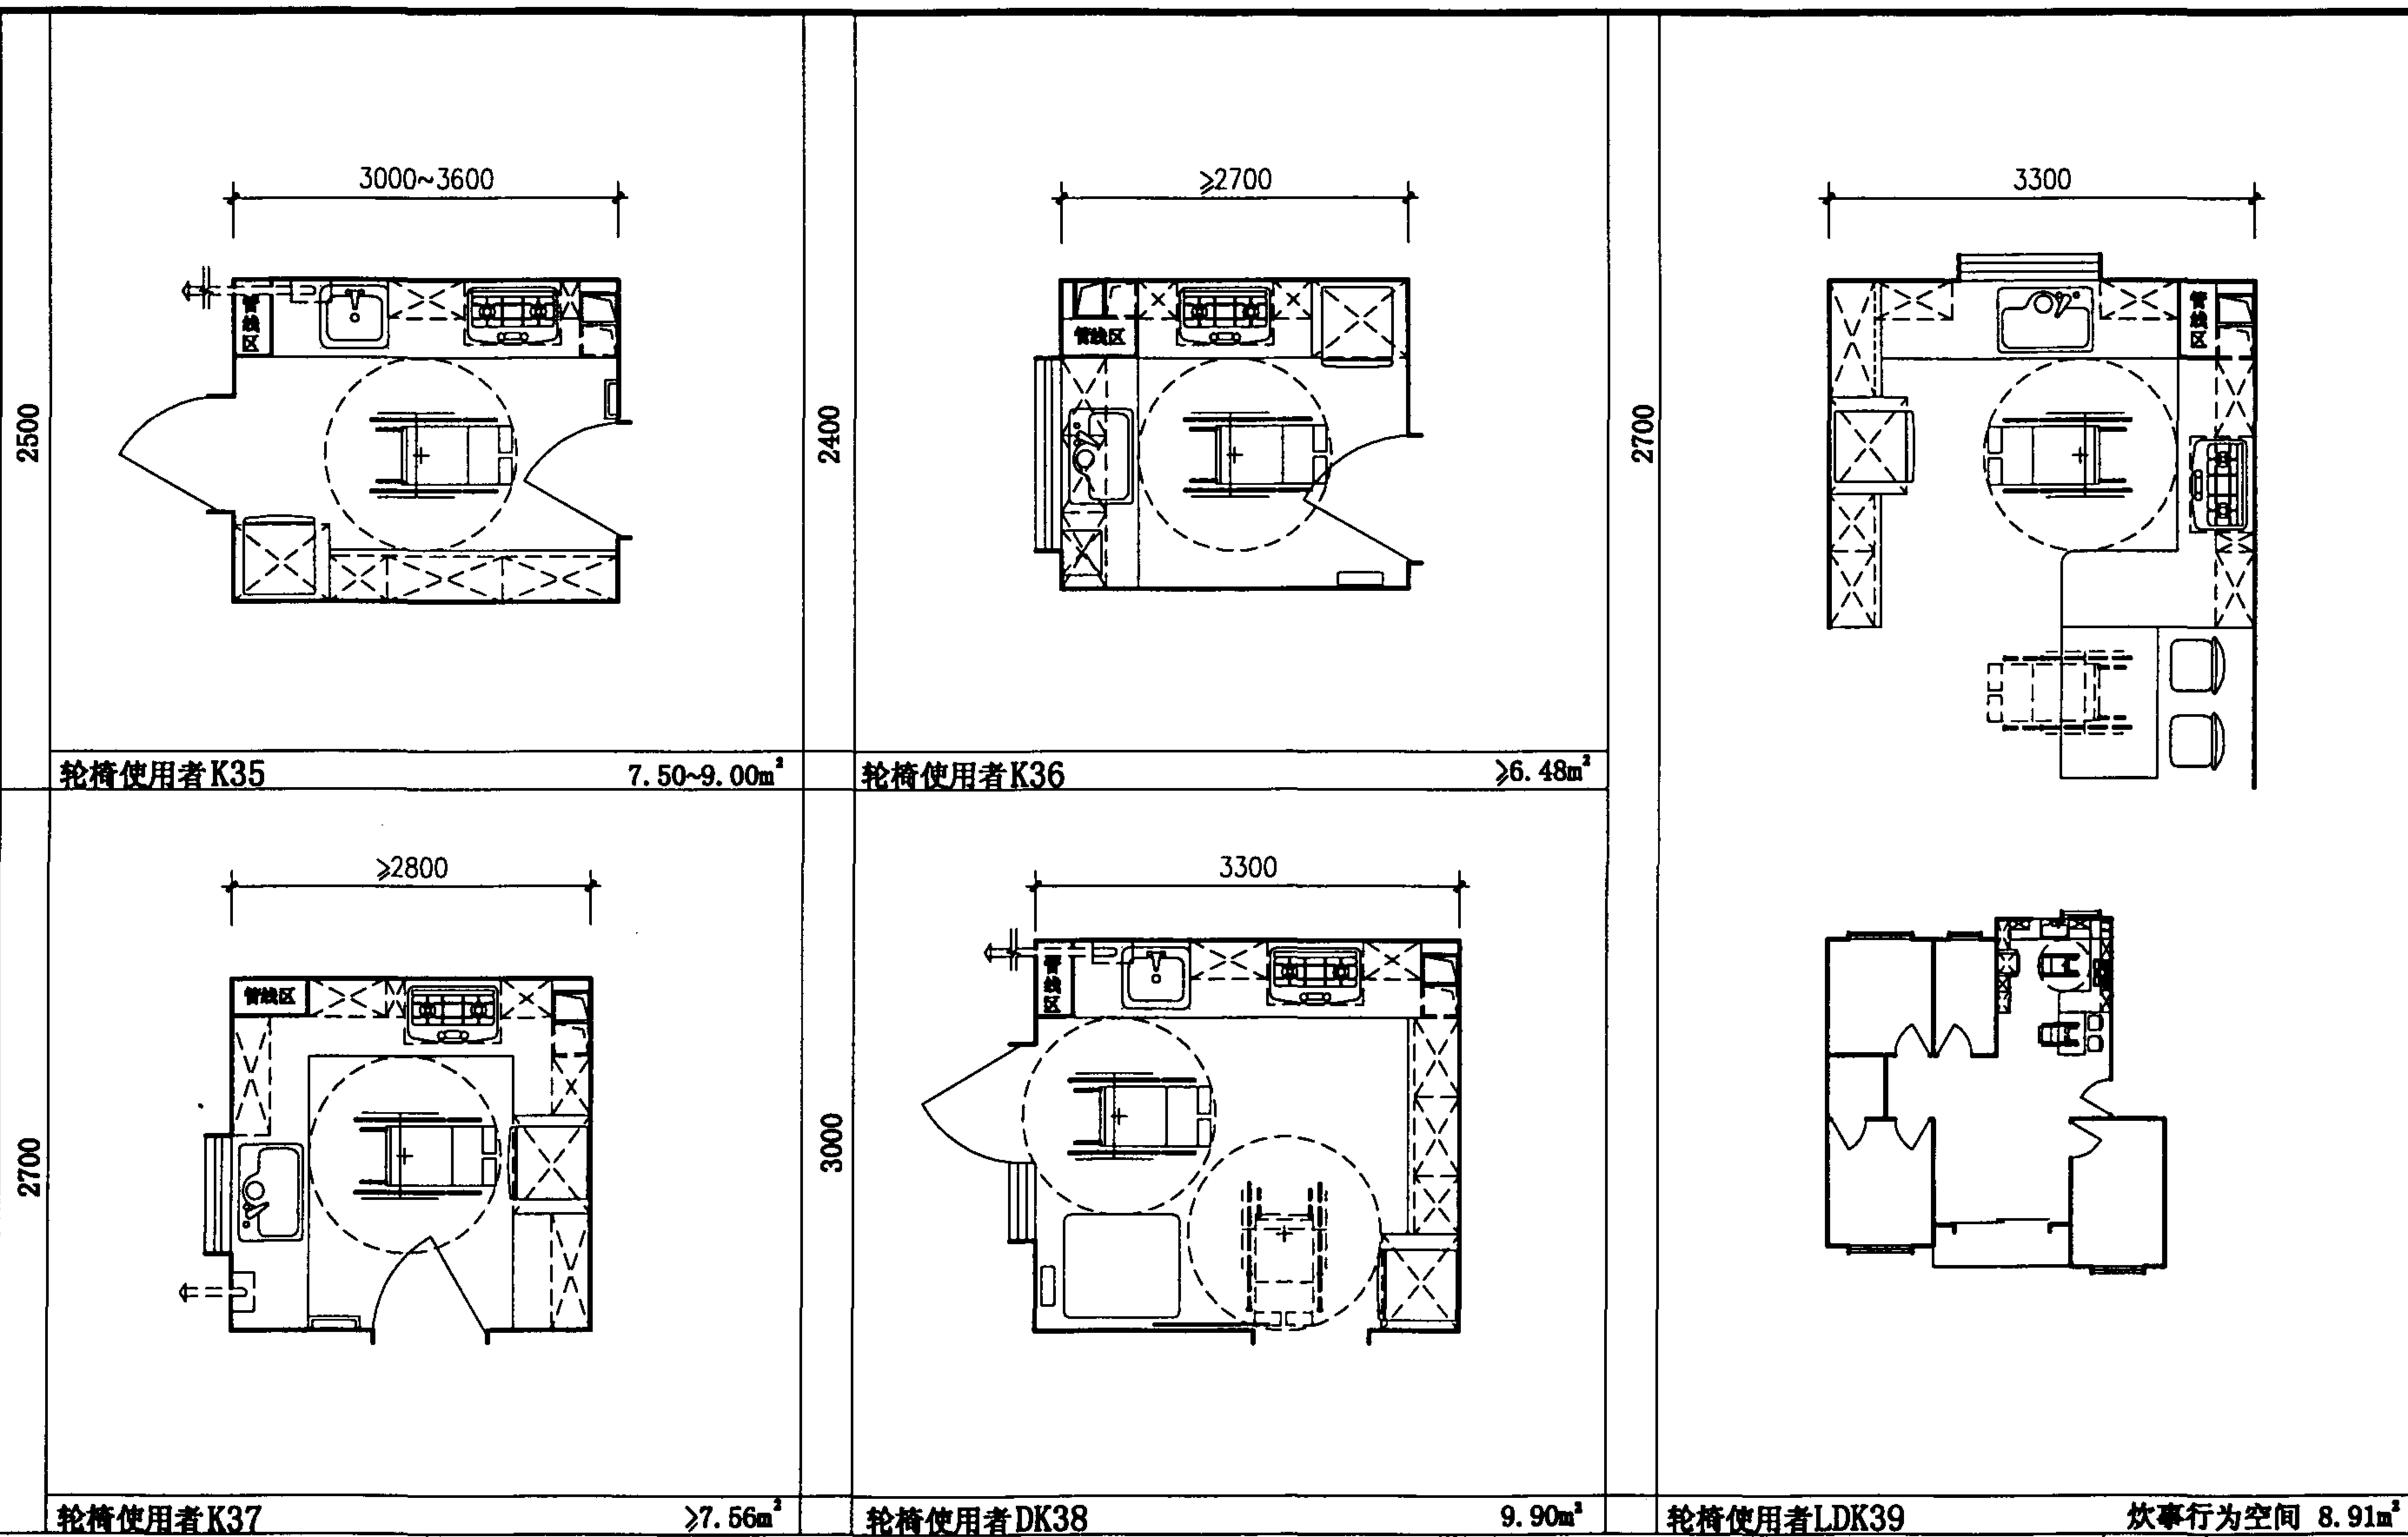 3000~3600
管线区
2500
轮椅使用者K35 7.50~9.00m²
≥2700
管线区
2400
轮椅使用者K36 ≥6.48m²
3300
管线区
2700
≥2800
管线区
2700
轮椅使用者K37 ≥7.56m²
3300
管线区
3000
轮椅使用者DK38 9.90m²
轮椅使用者LDK39 炊事行为空间 8.91m²